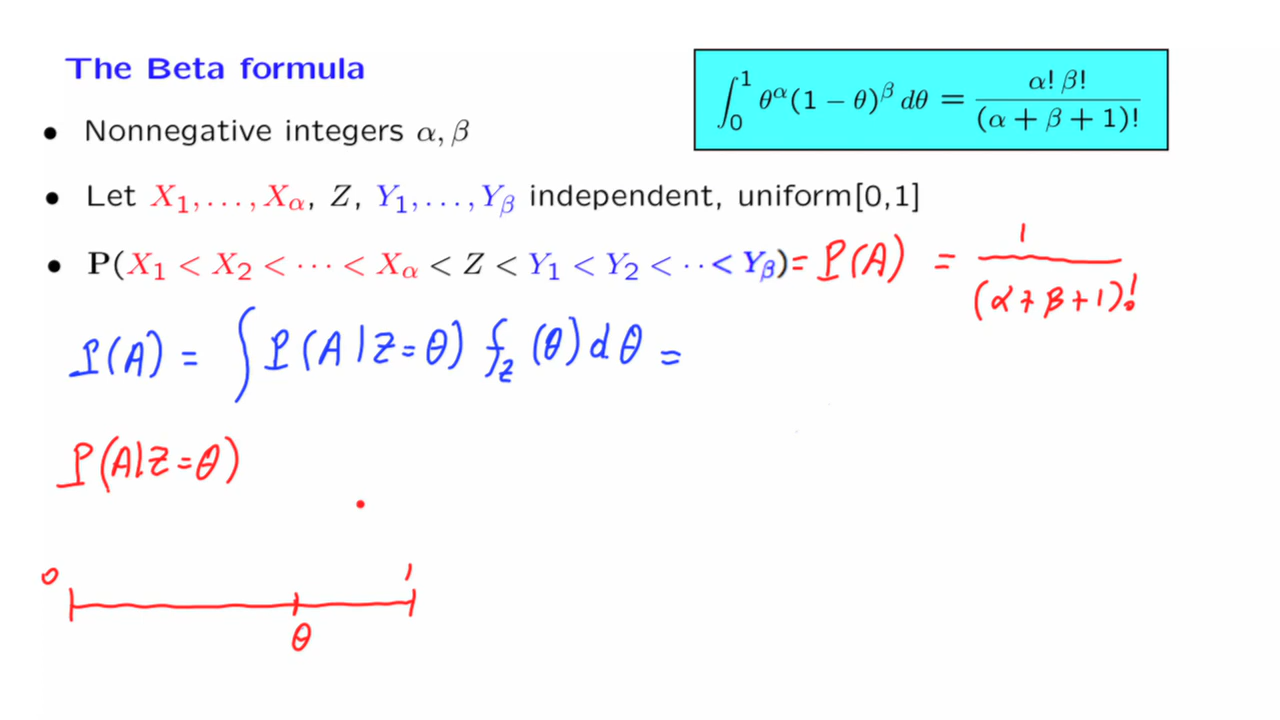 The Beta formula
∫₀¹ θ^α (1 − θ)^β dθ = α! β! / (α + β + 1)!
• Nonnegative integers α, β
• Let X₁, . . . , X_α, Z, Y₁, . . . , Y_β independent, uniform[0,1]
• P(X₁ < X₂ < · · · < X_α < Z < Y₁ < Y₂ < · · < Y_β) = P(A) = 1 / (α + β + 1)!
P(A) = ∫ P(A | Z = θ) f_Z (θ) dθ =
P(A | Z = θ)
0 1
θ